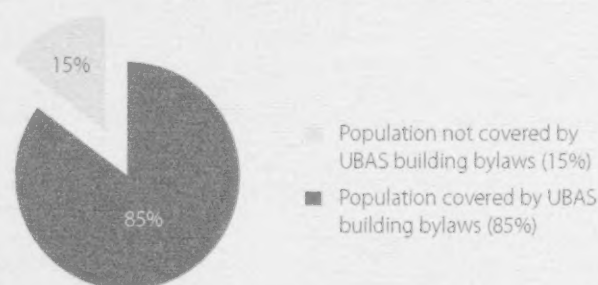 15%
85%
Population not covered by
UBAS building bylaws (15%)
Population covered by UBAS
building bylaws (85%)